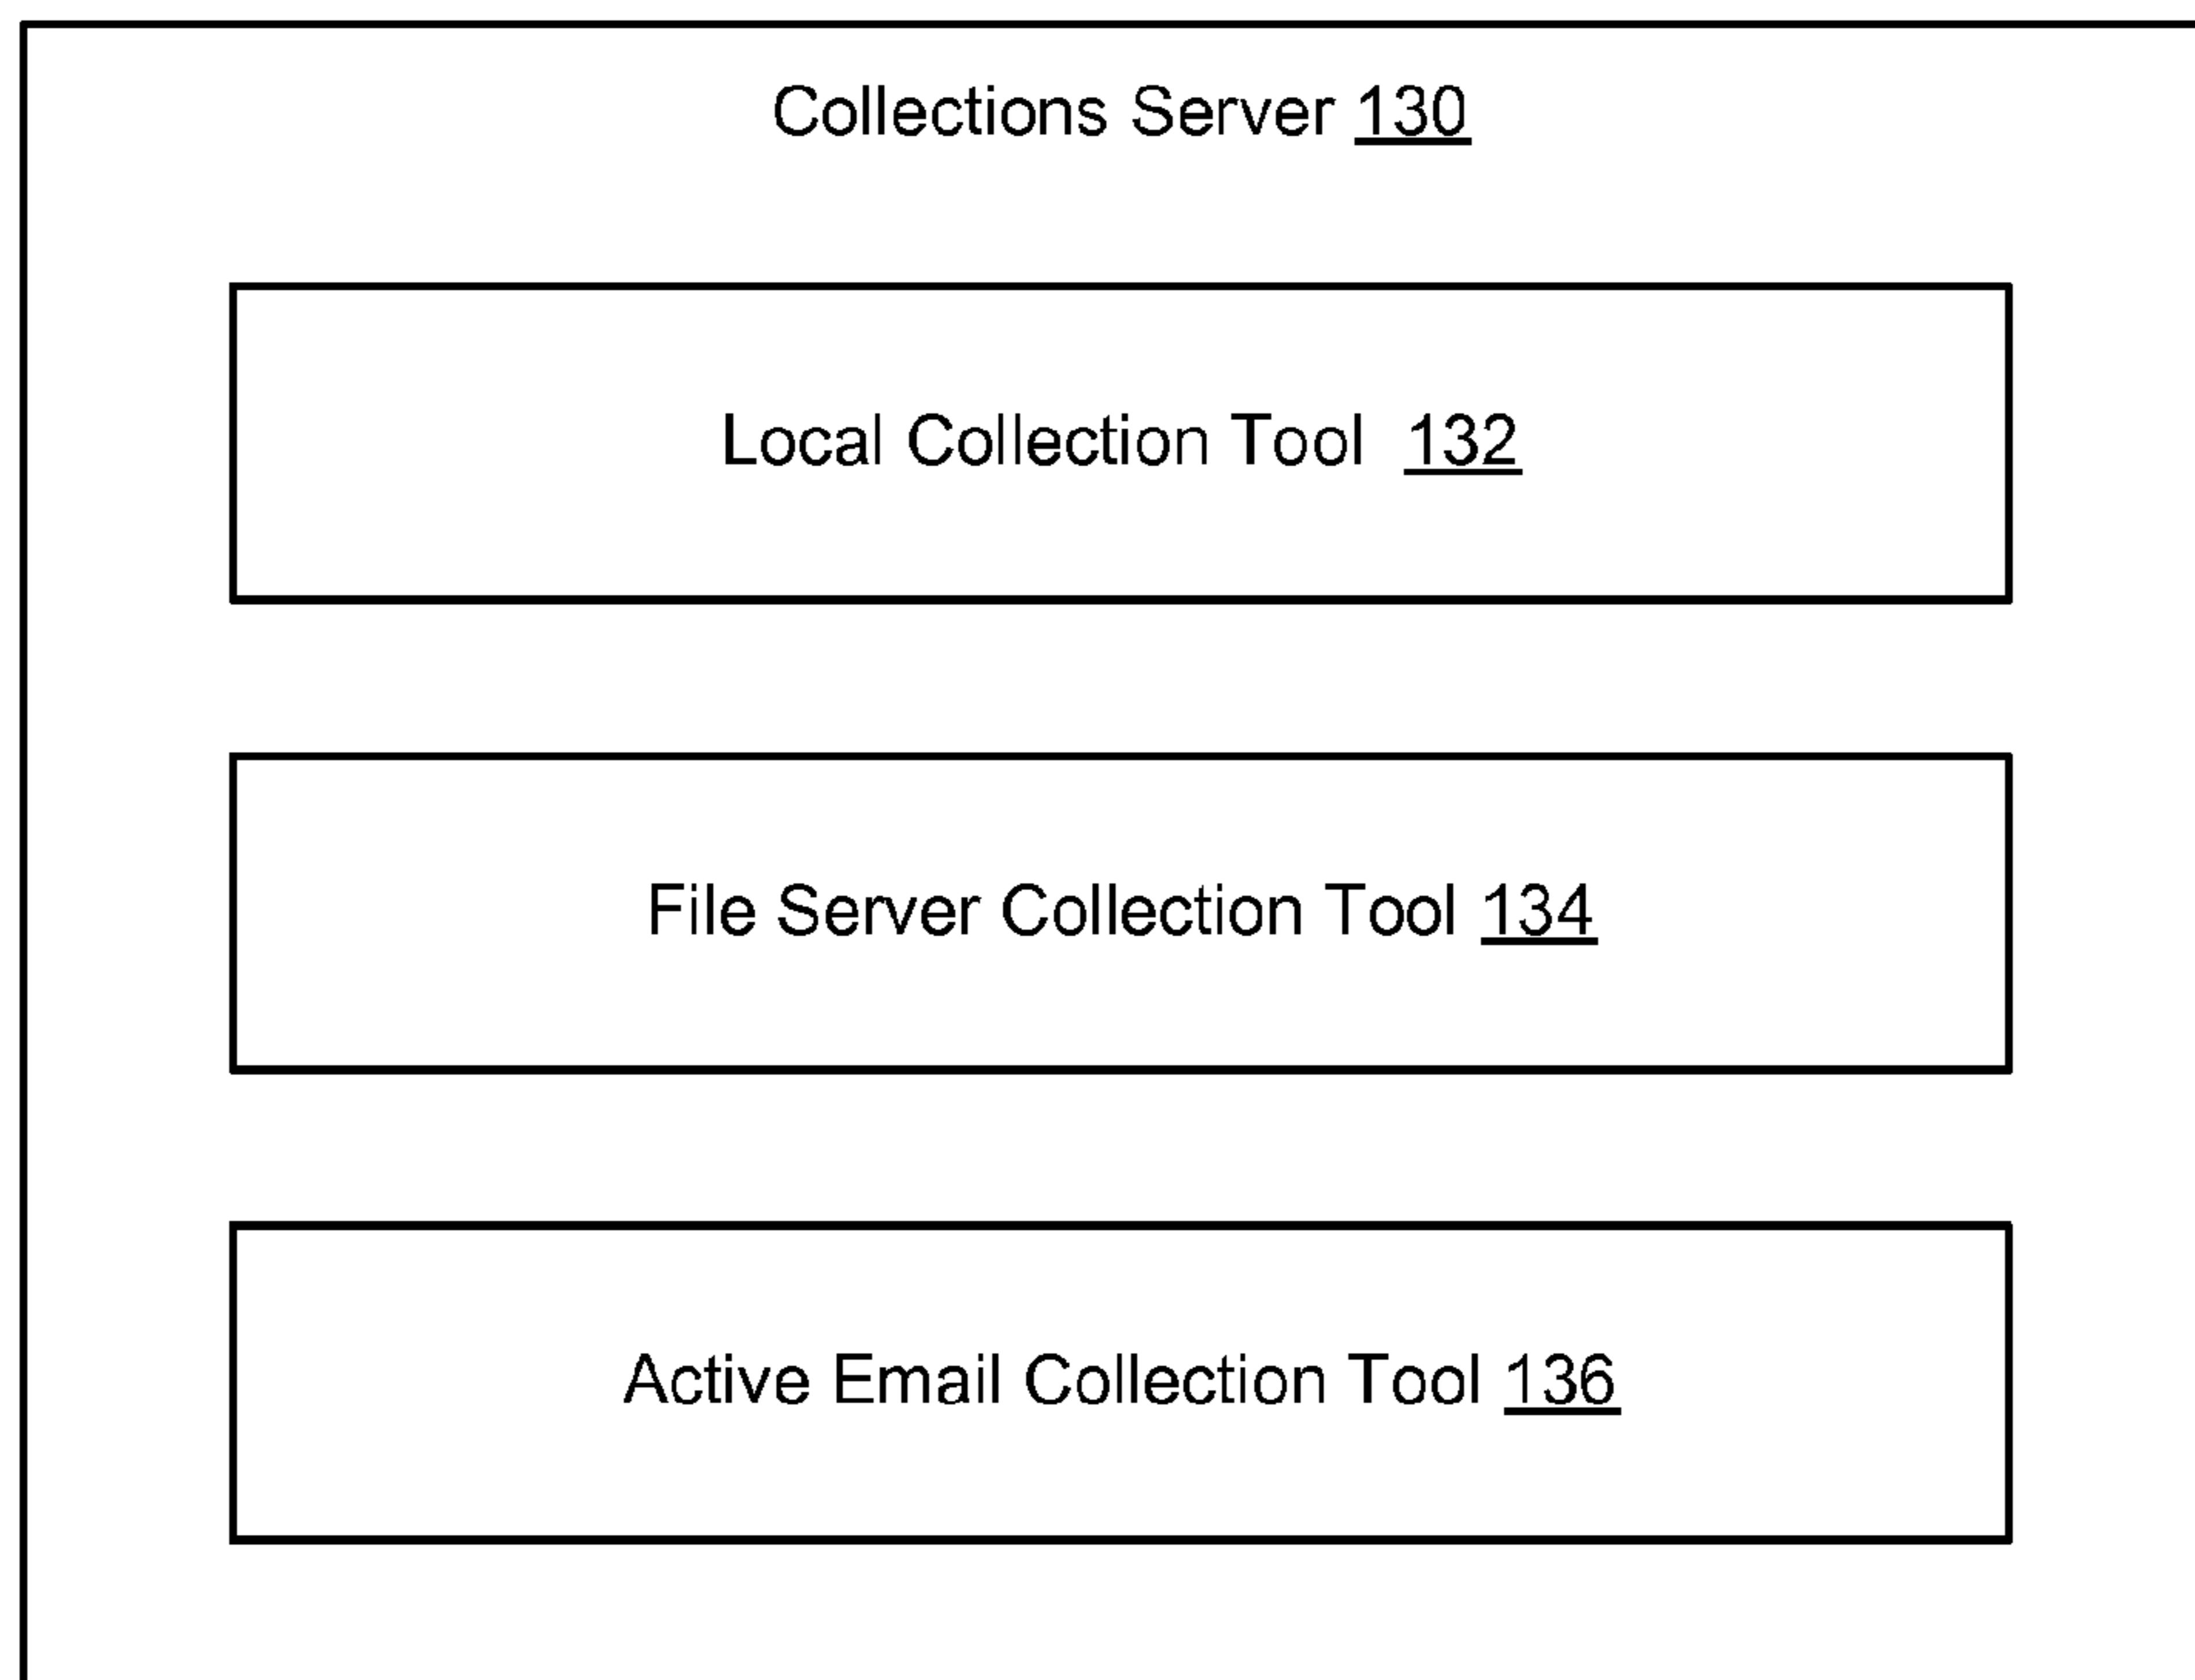 Collections Server 130
Local Collection Tool 132
File Server Collection Tool 134
Active Email Collection Tool 136